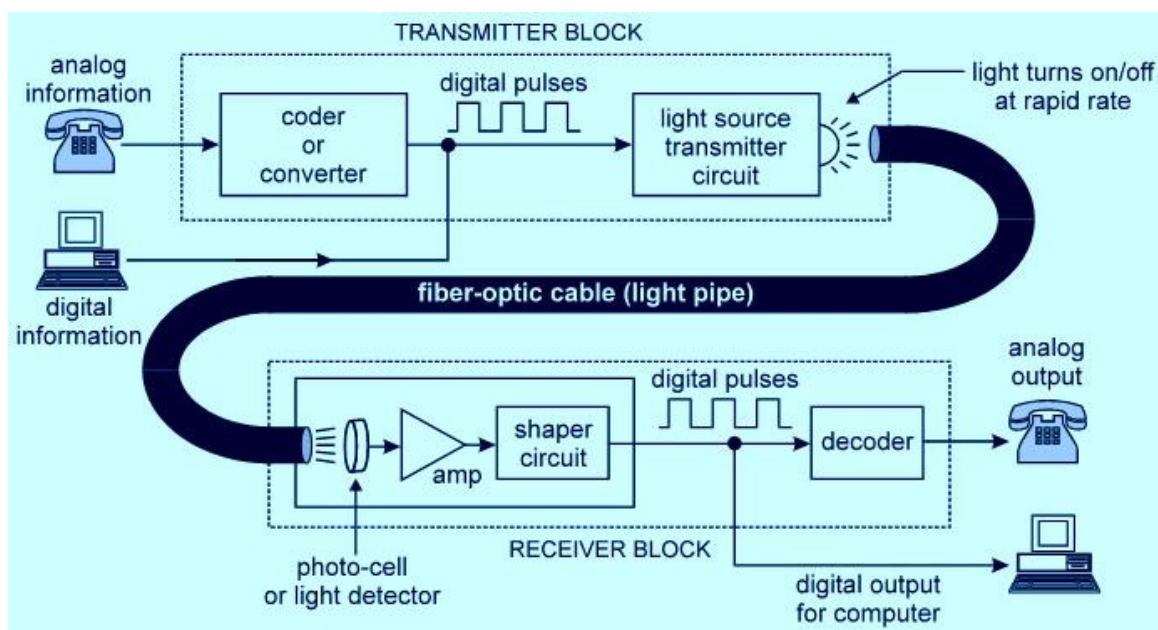 TRANSMITTER BLOCK
analog
information
digital pulses
light turns on/off
at rapid rate
coder
or
converter
light source
transmitter
circuit
digital
information
fiber-optic cable (light pipe)
analog
output
digital pulses
shaper
circuit
decoder
amp
RECEIVER BLOCK
photo-cell
or light detector
digital output
for computer